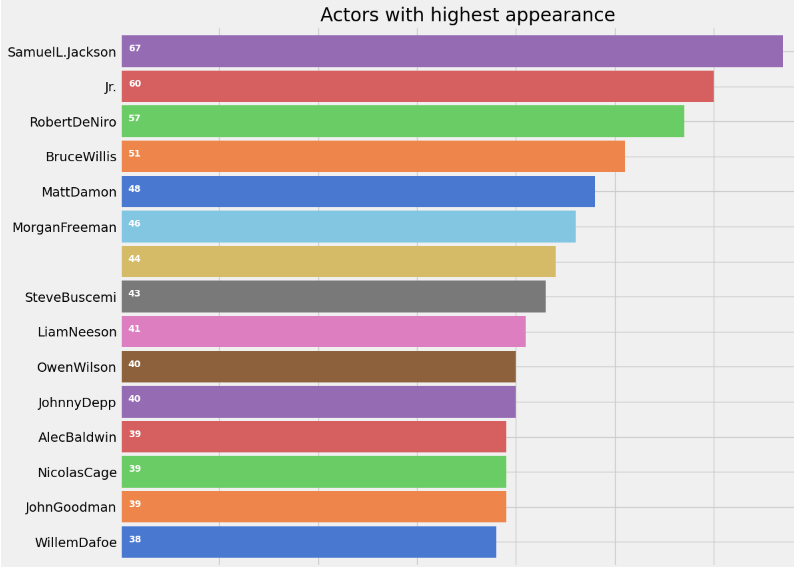 Actors with highest appearance
SamuelL.Jackson 67
Jr. 60
RobertDeNiro 57
BruceWillis 51
MattDamon 48
MorganFreeman 46
44
SteveBuscemi 43
LiamNeeson 41
OwenWilson 40
JohnnyDepp 40
AlecBaldwin 39
NicolasCage 39
JohnGoodman 39
WillemDafoe 38